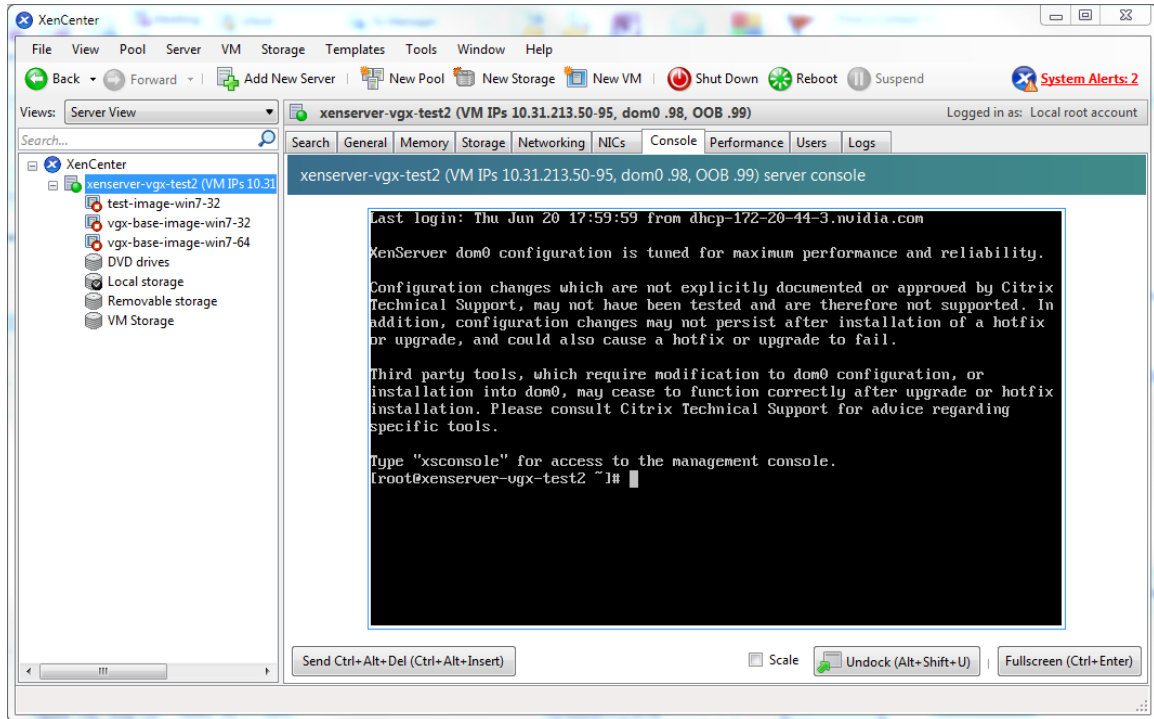 XenCenter
File View Pool Server VM Storage Templates Tools Window Help
Back Forward Add New Server New Pool New Storage New VM Shut Down Reboot Suspend System Alerts: 2
Views: Server View xenserver-vgx-test2 (VM IPs 10.31.213.50-95, dom0 .98, OOB .99) Logged in as: Local root account
Search... Search General Memory Storage Networking NICs Console Performance Users Logs
XenCenter
xenserver-vgx-test2 (VM IPs 10.31
test-image-win7-32
vgx-base-image-win7-32
vgx-base-image-win7-64
DVD drives
Local storage
Removable storage
VM Storage
xenserver-vgx-test2 (VM IPs 10.31.213.50-95, dom0 .98, OOB .99) server console
Last login: Thu Jun 20 17:59:59 from dhcp-172-20-44-3.nvidia.com
XenServer dom0 configuration is tuned for maximum performance and reliability.
Configuration changes which are not explicitly documented or approved by Citrix
Technical Support, may not have been tested and are therefore not supported. In
addition, configuration changes may not persist after installation of a hotfix
or upgrade, and could also cause a hotfix or upgrade to fail.
Third party tools, which require modification to dom0 configuration, or
installation into dom0, may cease to function correctly after upgrade or hotfix
installation. Please consult Citrix Technical Support for advice regarding
specific tools.
Type "xsconsole" for access to the management console.
[root@xenserver-vgx-test2 ~]#
Send Ctrl+Alt+Del (Ctrl+Alt+Insert) Scale Undock (Alt+Shift+U) Fullscreen (Ctrl+Enter)